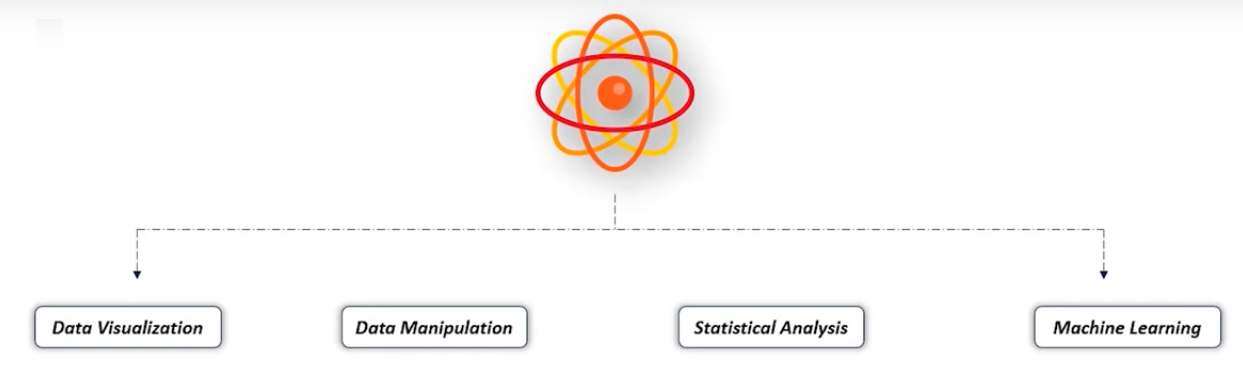 Data Visualization
Data Manipulation
Statistical Analysis
Machine Learning